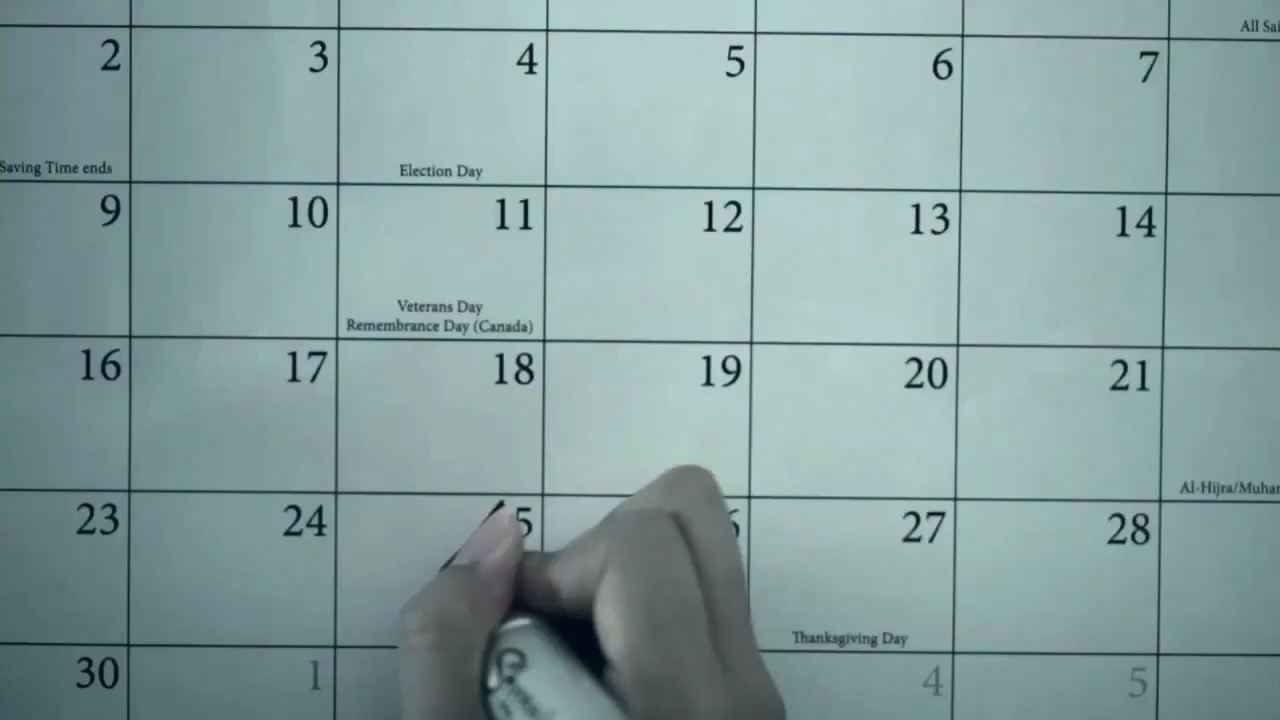 All Sai
2 3 4 5 6 7
Saving Time ends Election Day
9 10 11 12 13 14
Veterans Day
Remembrance Day (Canada)
16 17 18 19 20 21
Al-Hijra/Muhar
23 24 5 27 28
Thanksgiving Day
30 1 4 5